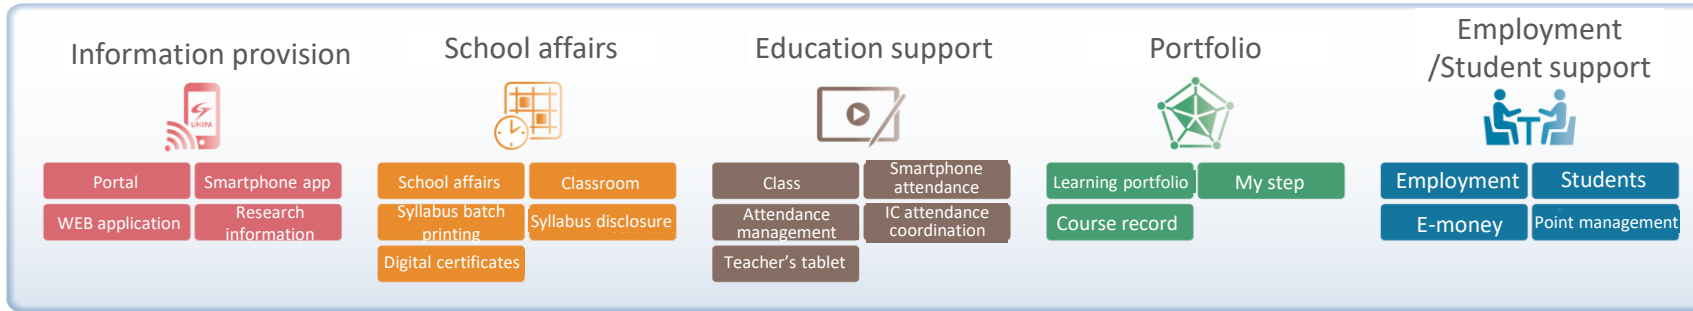 Information provision
UNIPA
Portal
Smartphone app
WEB application
Research
information
School affairs
School affairs
Classroom
Syllabus batch
printing
Syllabus disclosure
Digital certificates
Education support
Class
Smartphone
attendance
Attendance
management
IC attendance
coordination
Teacher's tablet
Portfolio
Learning portfolio
My step
Course record
Employment
/Student support
Employment
Students
E-money
Point management